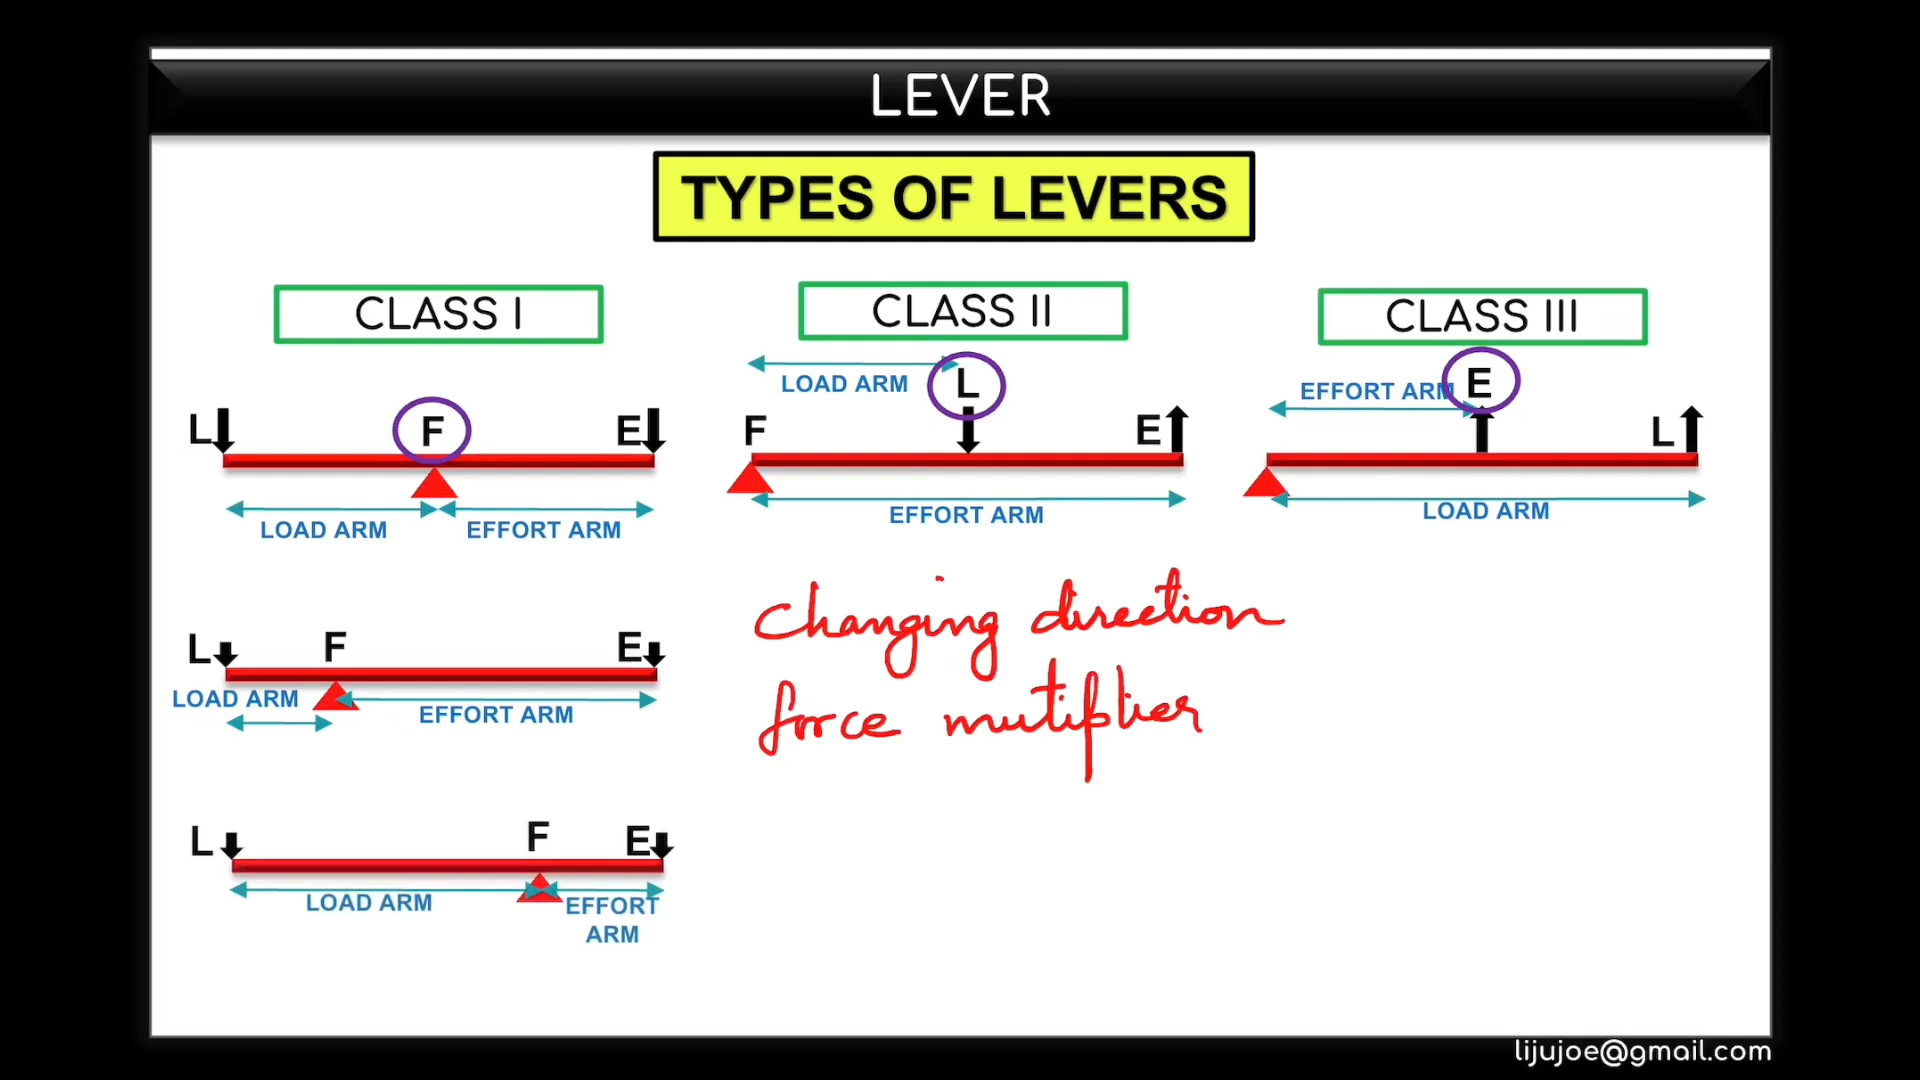 LEVER
TYPES OF LEVERS
CLASS I
CLASS II
CLASS III
L F E
LOAD ARM EFFORT ARM
L F E
LOAD ARM EFFORT ARM
L F E
LOAD ARM EFFORT
ARM
LOAD ARM L
F E
EFFORT ARM
EFFORT ARM E
L
LOAD ARM
Changing direction
force mutiplier
lijujoe@gmail.com